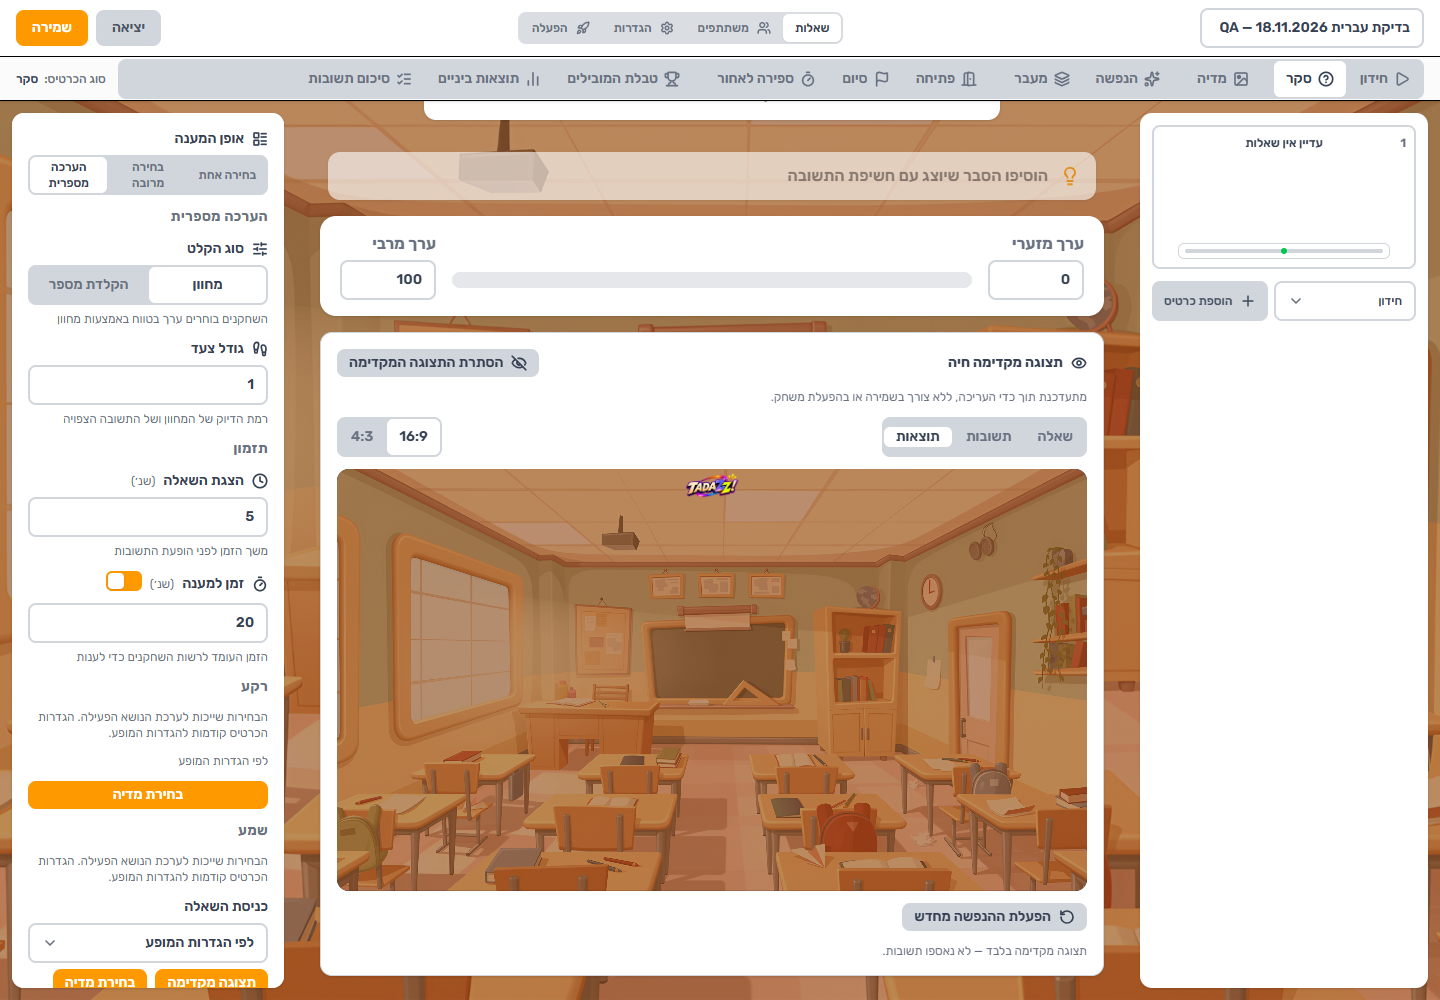 בדיקת עברית 18.11.2026 — QA
שאלות
משתתפים
הגדרות
הפעלה
יציאה
שמירה
חידון
סקר
מדיה
הנפשה
מעבר
פתיחה
סיום
ספירה לאחור
טבלת המובילים
תוצאות ביניים
סיכום תשובות
סוג הכרטיס: סקר
1
עדיין אין שאלות
חידון
הוספת כרטיס
הוסיפו הסבר שיוצג עם חשיפת התשובה
ערך מזערי
ערך מרבי
0
100
תצוגה מקדימה חיה
הסתרת התצוגה המקדימה
מתעדכנת תוך כדי העריכה, ללא צורך בשמירה או בהפעלת משחק.
שאלה
תשובות
תוצאות
16:9
4:3
TADAZZ!
הפעלת ההנפשה מחדש
תצוגה מקדימה בלבד — לא נאספו תשובות.
אופן המענה
בחירה אחת
בחירה מרובה
הערכה מספרית
הערכה מספרית
סוג הקלט
מחוון
הקלדת מספר
השחקנים בוחרים ערך בטווח באמצעות מחוון
גודל צעד
1
רמת הדיוק של המחוון ושל התשובה הצפויה
תזמון
הצגת השאלה (שנ׳)
5
משך הזמן לפני הופעת התשובות
זמן למענה (שנ׳)
20
הזמן העומד לרשות השחקנים כדי לענות
רקע
הבחירות שייכות לערכת הנושא הפעילה. הגדרות
הכרטיס קודמות להגדרות המופע.
לפי הגדרות המופע
בחירת מדיה
שמע
הבחירות שייכות לערכת הנושא הפעילה. הגדרות
הכרטיס קודמות להגדרות המופע.
כניסת השאלה
לפי הגדרות המופע
תצוגה מקדימה
בחירת מדיה